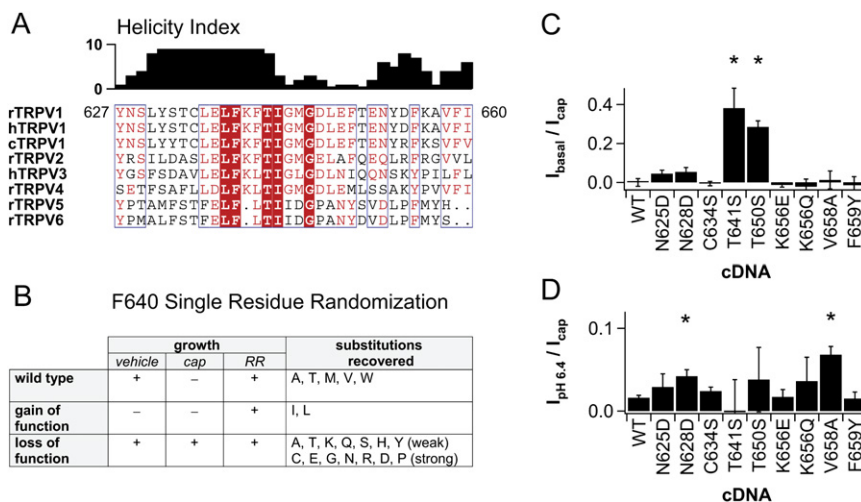 A
Helicity Index
10
0
rTRPV1 627 YNSLYSTCLELFKFTIGMGDLEFTENYDFKAVFI 660
hTRPV1 YNSLYSTCLELFKFTIGMGDLEFTENYDFKAVFI
cTRPV1 YNSLYSTCLELFKFTIGMGDLEFTENYRFKSVFV
rTRPV2 YRSILDASLELFKFTIGMGELAFQEQLRFRGVVL
hTRPV3 YGSFSDAVLELFKLTIGLGDLNIQQNSKYPILFL
rTRPV4 SETFSAFLLDLFKLTIGMGDLEMLSSAKYPVVFI
rTRPV5 YPTAMFSTFELF.LTIIDGPANYSVDLPFMYH..
rTRPV6 YPMALFSTFELF.LTIIDGPANYDVDLPFMYS..
B
F640 Single Residue Randomization
growth
substitutions recovered
vehicle cap RR
wild type + – + A, T, M, V, W
gain of function – – + I, L
loss of function + + + A, T, K, Q, S, H, Y (weak)
C, E, G, N, R, D, P (strong)
C
* *
Ibasal / Icap
0.4
0.2
0.0
WT N625D N628D C634S T641S T650S K656E K656Q V658A F659Y
cDNA
D
* *
IpH 6.4 / Icap
0.1
0.0
WT N625D N628D C634S T641S T650S K656E K656Q V658A F659Y
cDNA